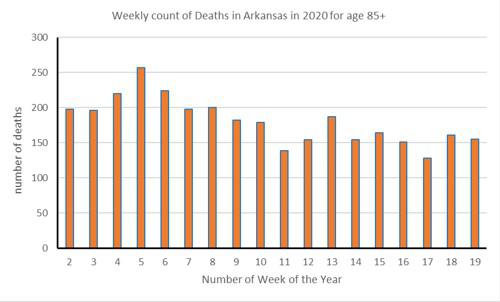 Weekly count of Deaths in Arkansas in 2020 for age 85+
number of deaths
300
250
200
150
100
50
0
2 3 4 5 6 7 8 9 10 11 12 13 14 15 16 17 18 19
Number of Week of the Year